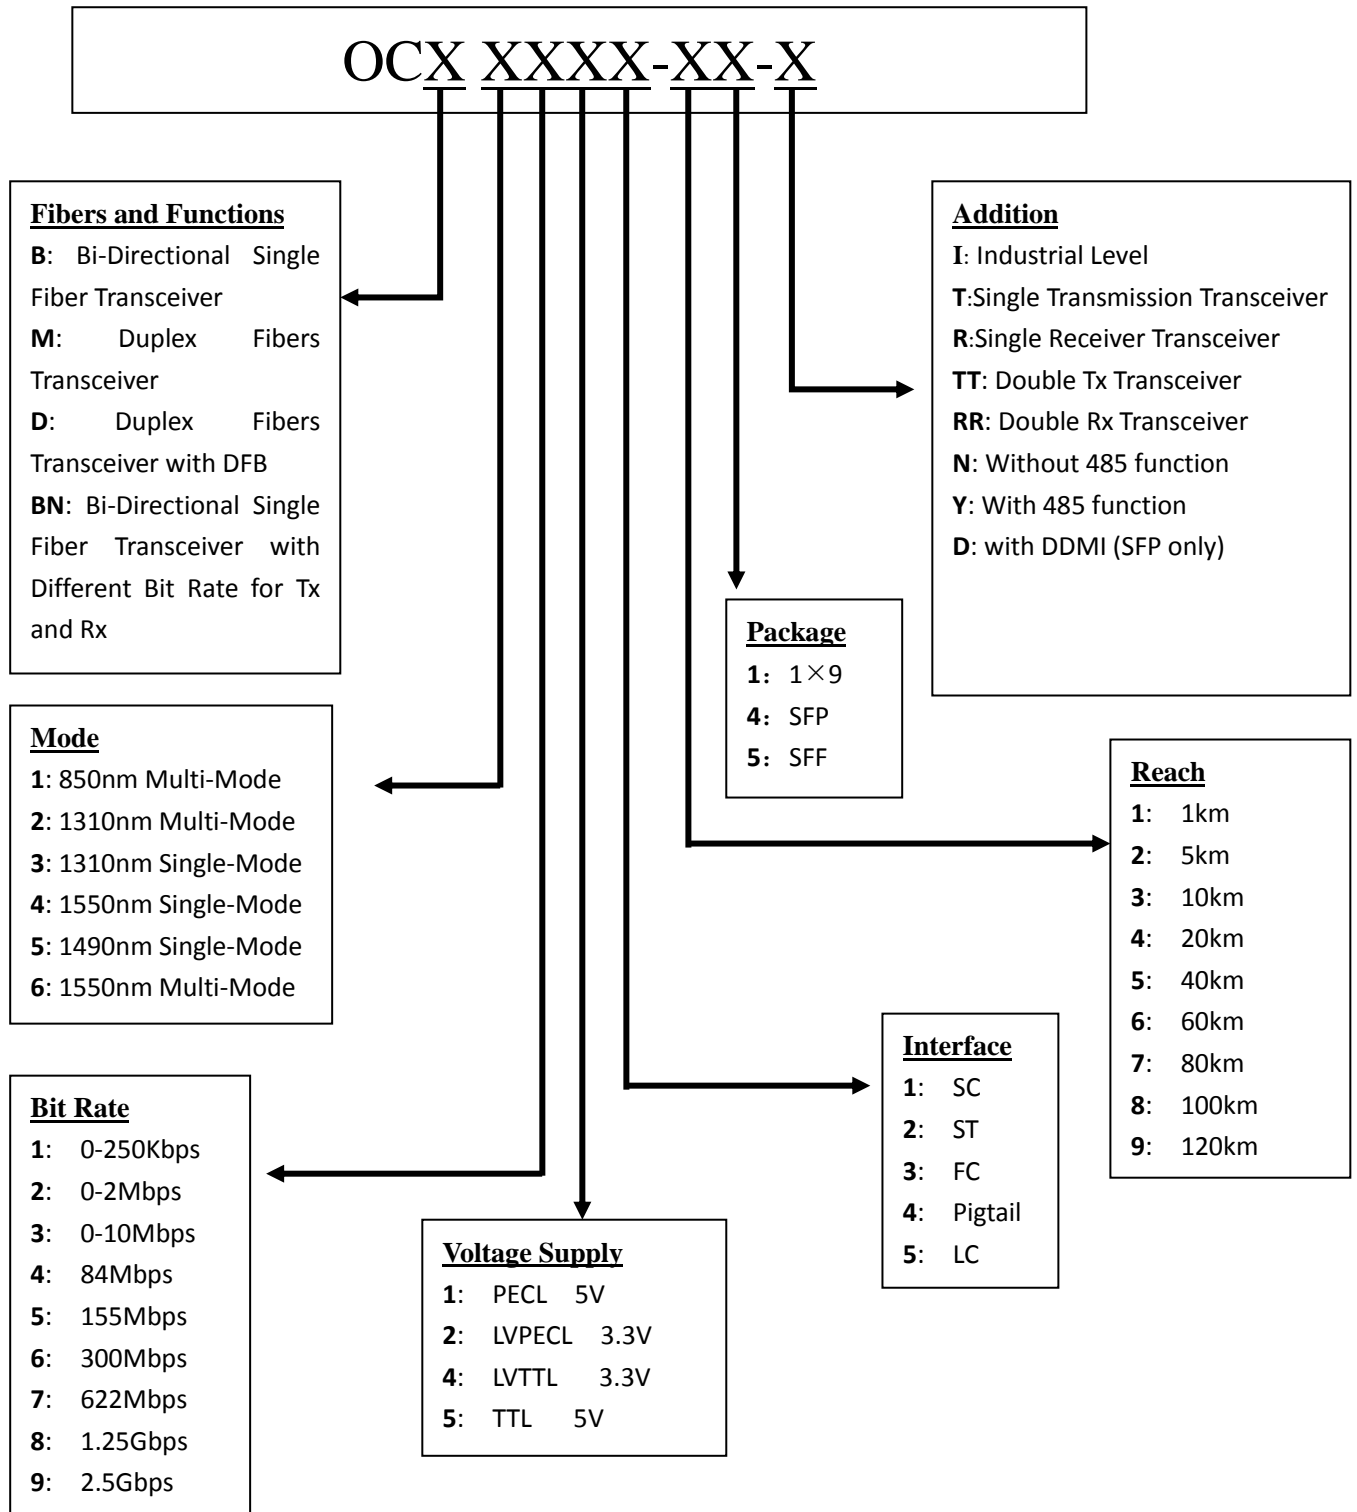 OCX XXXX-XX-X
Fibers and Functions
B: Bi-Directional Single
Fiber Transceiver
M: Duplex Fibers
Transceiver
D: Duplex Fibers
Transceiver with DFB
BN: Bi-Directional Single
Fiber Transceiver with
Different Bit Rate for Tx
and Rx
Addition
I: Industrial Level
T:Single Transmission Transceiver
R:Single Receiver Transceiver
TT: Double Tx Transceiver
RR: Double Rx Transceiver
N: Without 485 function
Y: With 485 function
D: with DDMI (SFP only)
Package
1： 1×9
4： SFP
5： SFF
Mode
1: 850nm Multi-Mode
2: 1310nm Multi-Mode
3: 1310nm Single-Mode
4: 1550nm Single-Mode
5: 1490nm Single-Mode
6: 1550nm Multi-Mode
Reach
1: 1km
2: 5km
3: 10km
4: 20km
5: 40km
6: 60km
7: 80km
8: 100km
9: 120km
Interface
1: SC
2: ST
3: FC
4: Pigtail
5: LC
Bit Rate
1: 0-250Kbps
2: 0-2Mbps
3: 0-10Mbps
4: 84Mbps
5: 155Mbps
6: 300Mbps
7: 622Mbps
8: 1.25Gbps
9: 2.5Gbps
Voltage Supply
1: PECL 5V
2: LVPECL 3.3V
4: LVTTL 3.3V
5: TTL 5V